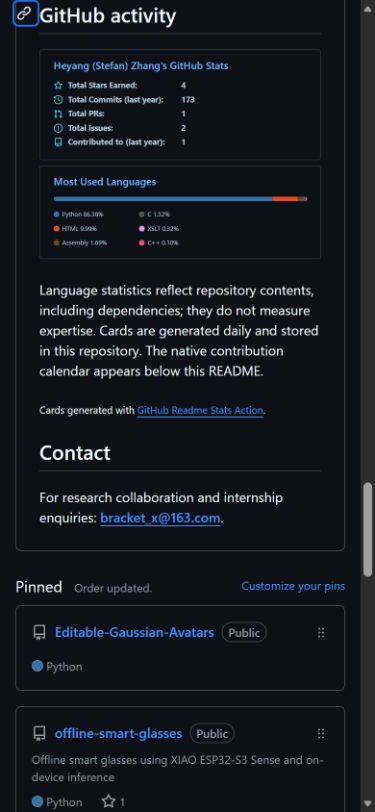 GitHub activity
Heyang (Stefan) Zhang's GitHub Stats
Total Stars Earned: 4
Total Commits (last year): 173
Total PRs: 1
Total Issues: 2
Contributed to (last year): 1
Most Used Languages
Python 86.38% C 1.52%
HTML 9.99% XSLT 0.32%
Assembly 1.69% C++ 0.10%
Language statistics reflect repository contents,
including dependencies; they do not measure
expertise. Cards are generated daily and stored
in this repository. The native contribution
calendar appears below this README.
Cards generated with GitHub Readme Stats Action.
Contact
For research collaboration and internship
enquiries: bracket_x@163.com.
Pinned Order updated. Customize your pins
Editable-Gaussian-Avatars Public
Python
offline-smart-glasses Public
Offline smart glasses using XIAO ESP32-S3 Sense and on-
device inference
Python 1